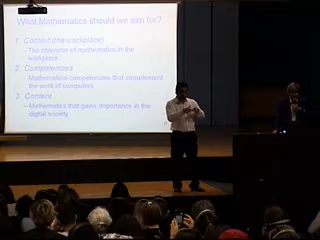 What Mathematics should we aim for?
1 Context (the workplace)
– The character of mathematics in the
workplace
2 Competencies
– Mathematical competencies that complement
the work of computers
3 Content
– Mathematics that gains importance in the
digital society